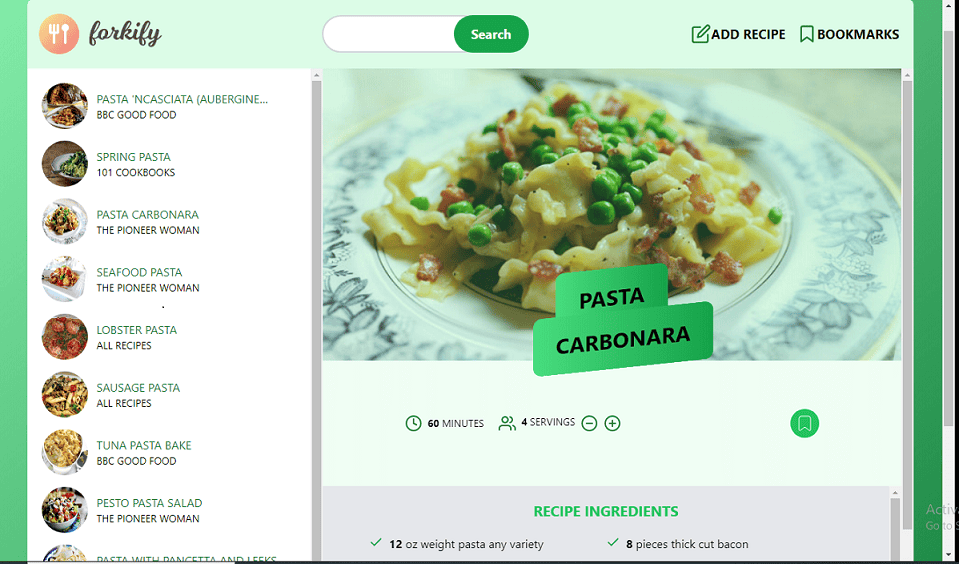 forkify
Search
ADD RECIPE
BOOKMARKS
PASTA 'NCASCIATA (AUBERGINE...
BBC GOOD FOOD
SPRING PASTA
101 COOKBOOKS
PASTA CARBONARA
THE PIONEER WOMAN
SEAFOOD PASTA
THE PIONEER WOMAN
LOBSTER PASTA
ALL RECIPES
SAUSAGE PASTA
ALL RECIPES
TUNA PASTA BAKE
BBC GOOD FOOD
PESTO PASTA SALAD
THE PIONEER WOMAN
PASTA WITH PANCETTA AND LEEKS
PASTA
CARBONARA
60 MINUTES
4 SERVINGS
RECIPE INGREDIENTS
12 oz weight pasta any variety
8 pieces thick cut bacon
Activ
Go to S